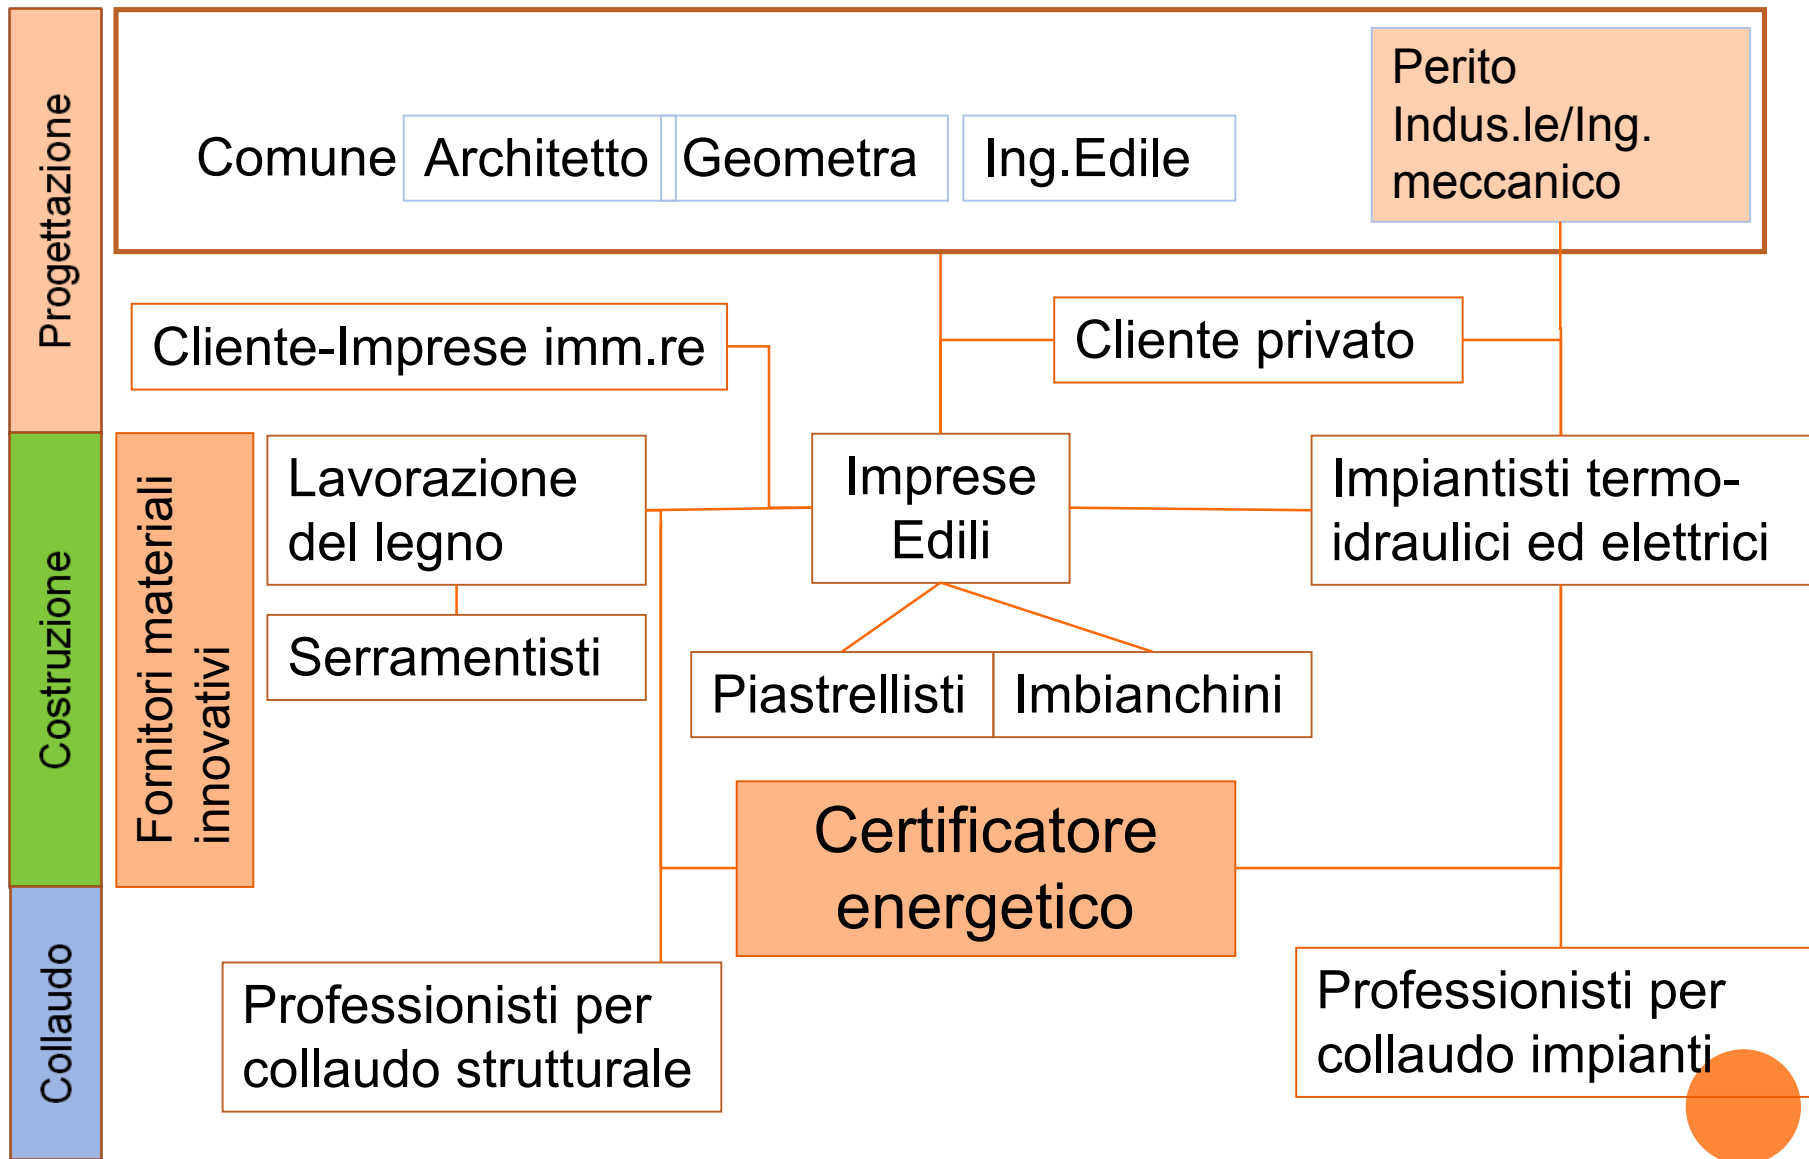 Progettazione
Comune
Architetto
Geometra
Ing.Edile
Perito
Indus.le/Ing.
meccanico
Cliente-Imprese imm.re
Cliente privato
Costruzione
Fornitori materiali
innovativi
Lavorazione
del legno
Imprese
Edili
Impiantisti termo-
idraulici ed elettrici
Serramentisti
Piastrellisti
Imbianchini
Certificatore
energetico
Collaudo
Professionisti per
collaudo strutturale
Professionisti per
collaudo impianti